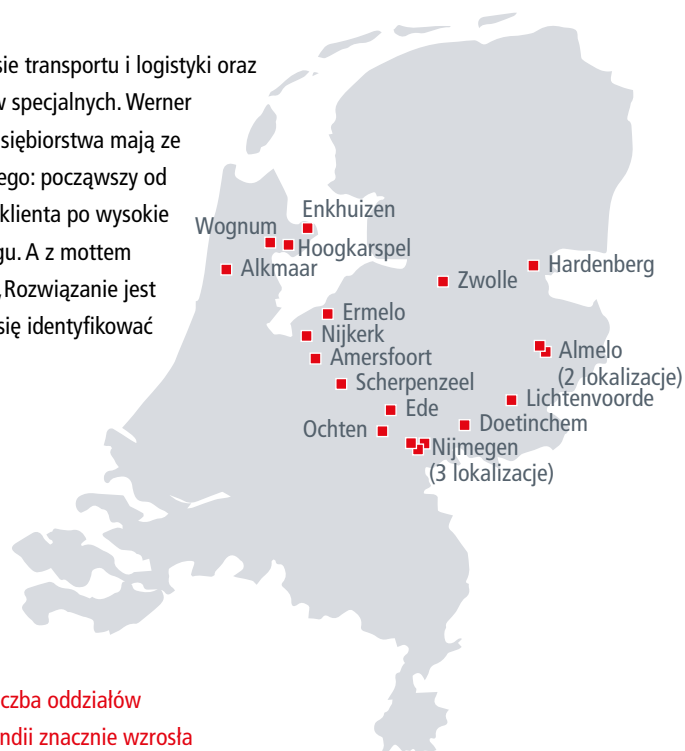 sie transportu i logistyki oraz
w specjalnych. Werner
siębiorstwa mają ze
ego: począwszy od
klienta po wysokie
gu. A z mottem
„Rozwiązanie jest
się identyfikować
Enkhuizen
Wognum
Hoogkarspel
Alkmaar
Hardenberg
Zwolle
Ermelo
Nijkerk
Amersfoort
Almelo
(2 lokalizacje)
Scherpenzeel
Lichtenvoorde
Ede
Doetinchem
Ochten
Nijmegen
(3 lokalizacje)
czba oddziałów
ndii znacznie wzrosła